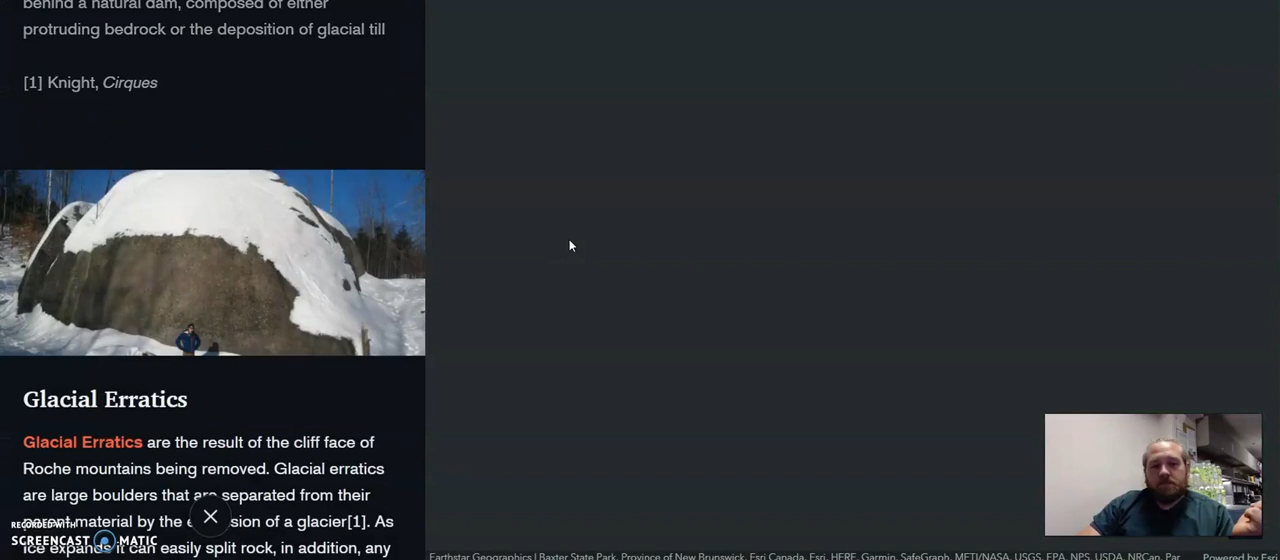 behind a natural dam, composed of either
protruding bedrock or the deposition of glacial till
[1] Knight, Cirques
Glacial Erratics
Glacial Erratics are the result of the cliff face of
Roche mountains being removed. Glacial erratics
are large boulders that are separated from their
parent material by the sion of a glacier[1]. As
ice expands it can easily split rock, in addition, any
RECORDED WITH
SCREENCAST MATIC
Earthstar Geographics | Baxter State Park, Province of New Brunswick, Esri Canada, Esri, HERE, Garmin, SafeGraph, METI/NASA, USGS, EPA, NPS, USDA, NRCan, Par
Powered by Esri